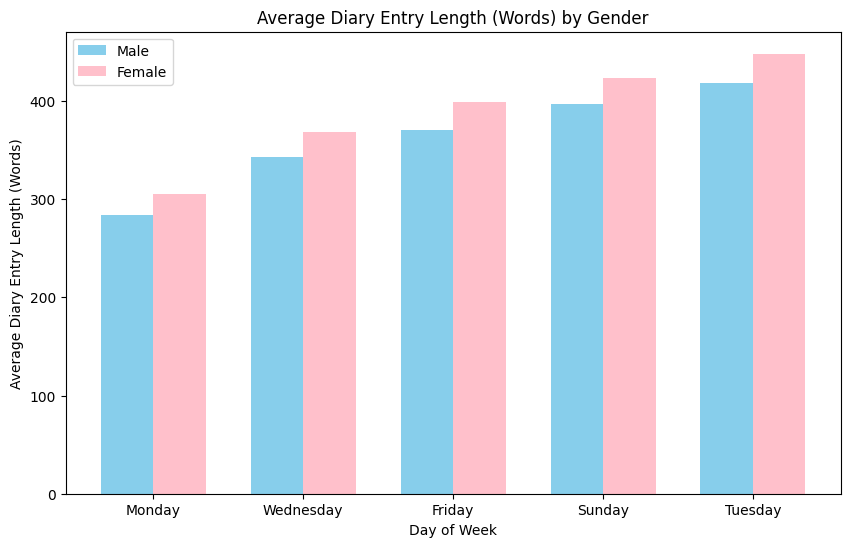 Average Diary Entry Length (Words) by Gender
Male
Female
Average Diary Entry Length (Words)
400
300
200
100
0
Monday Wednesday Friday Sunday Tuesday
Day of Week